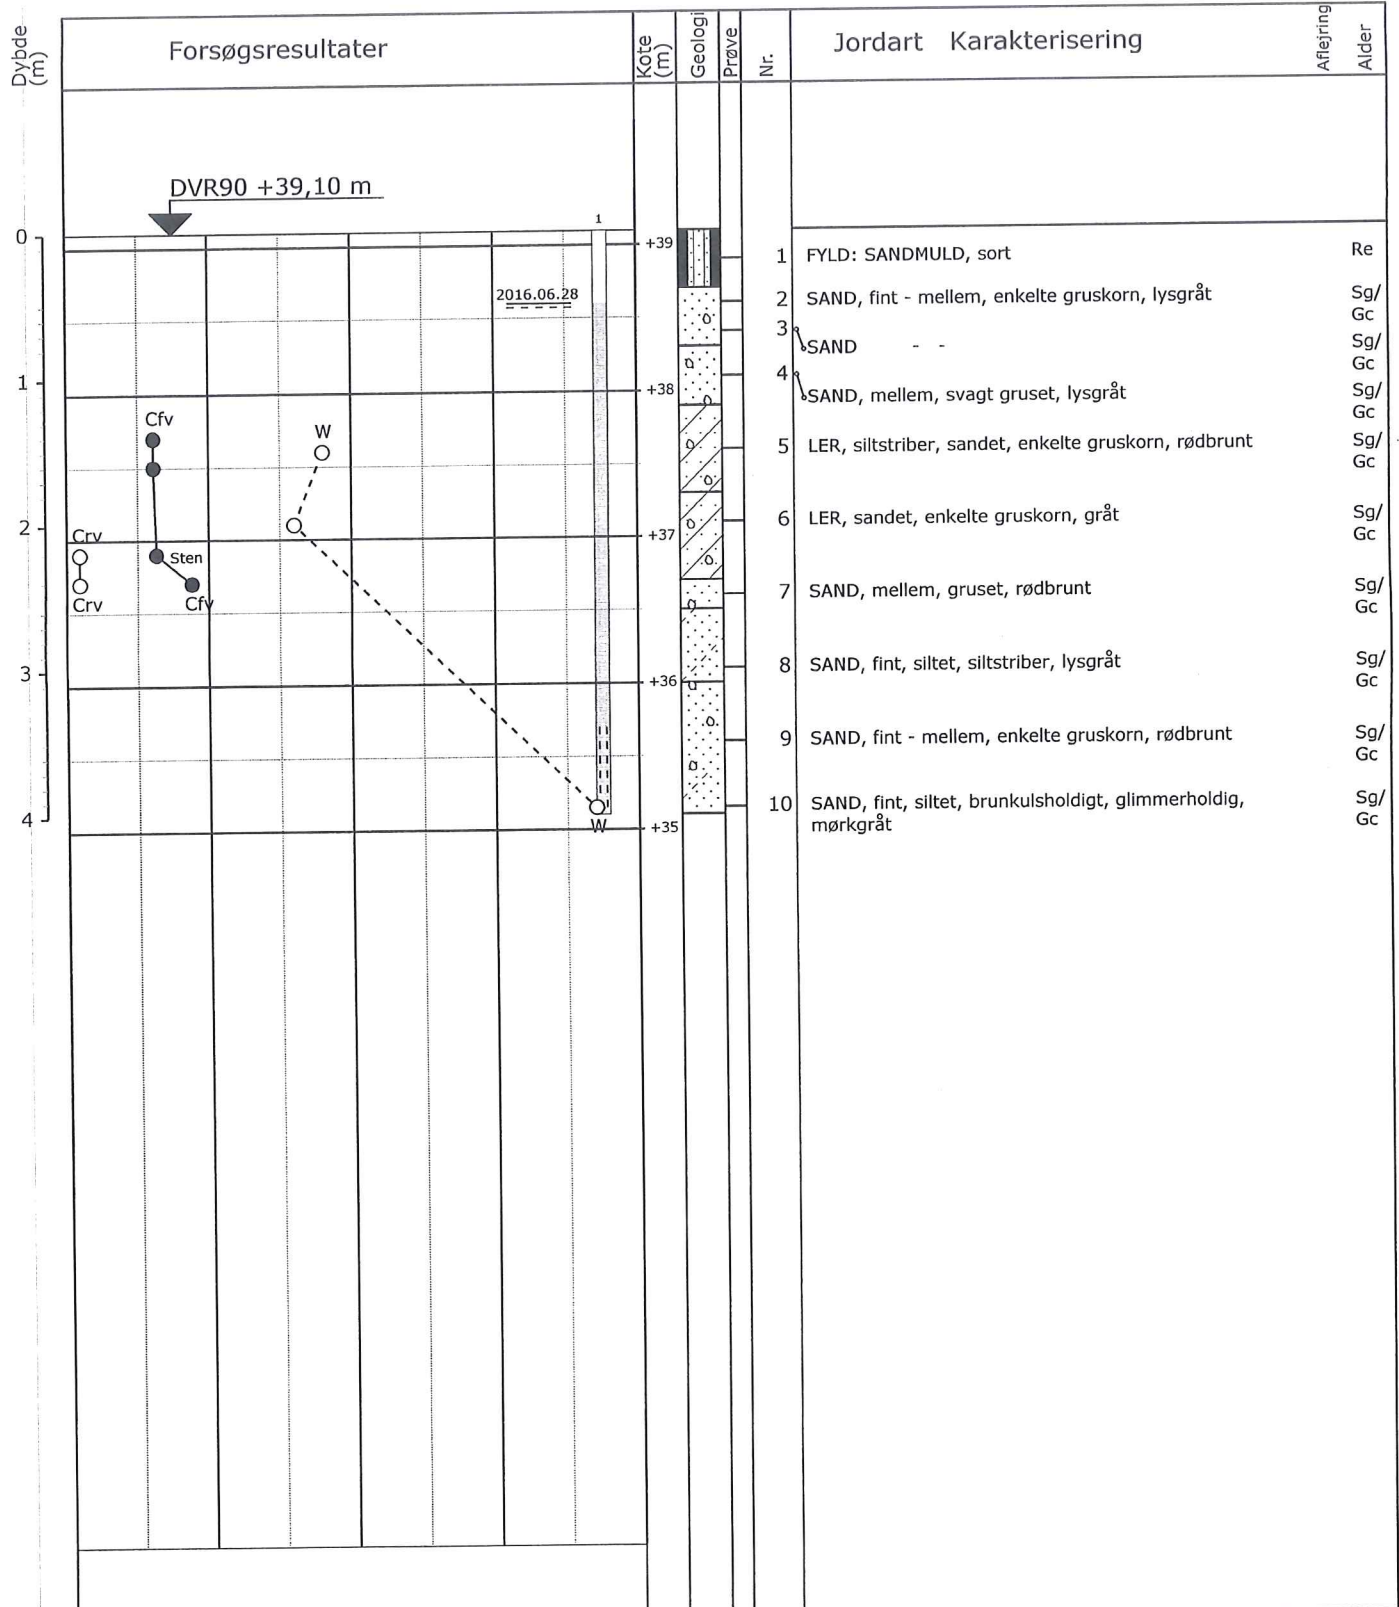 Dybde (m)
Forsøgsresultater
Kote (m)
Geologi
Prøve
Nr.
Jordart Karakterisering
Aflejring
Alder
DVR90 +39,10 m
1
0
+39
1 FYLD: SANDMULD, sort Re
2016.06.28
2 SAND, fint - mellem, enkelte gruskorn, lysgråt Sg/
Gc
3 SAND - - Sg/
Gc
1
+38
4 SAND, mellem, svagt gruset, lysgråt Sg/
Gc
Cfv
W
5 LER, siltstriber, sandet, enkelte gruskorn, rødbrunt Sg/
Gc
2
+37
6 LER, sandet, enkelte gruskorn, gråt Sg/
Gc
Crv
Sten
Crv
Cfv
7 SAND, mellem, gruset, rødbrunt Sg/
Gc
3
+36
8 SAND, fint, siltet, siltstriber, lysgråt Sg/
Gc
9 SAND, fint - mellem, enkelte gruskorn, rødbrunt Sg/
Gc
4
W
+35
10 SAND, fint, siltet, brunkulsholdigt, glimmerholdig, Sg/
mørkgråt Gc